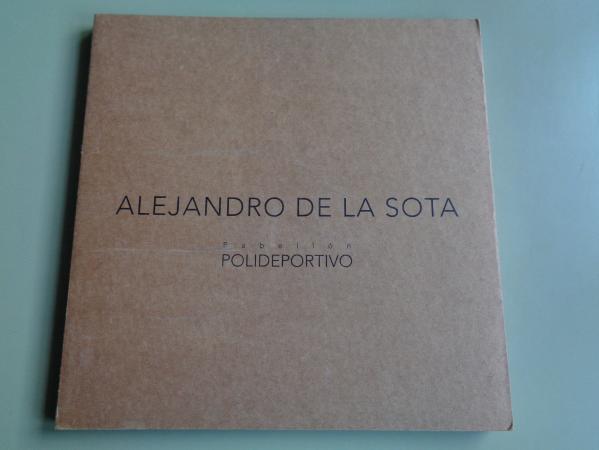 ALEJANDRO DE LA SOTA
Pabellón
POLIDEPORTIVO